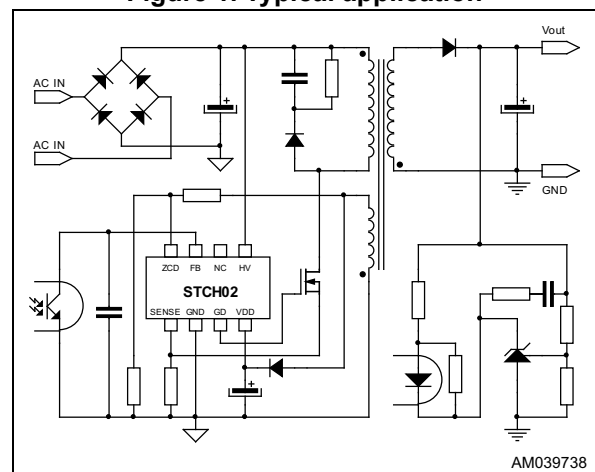 Figure 1. Typical application
Vout
AC IN
AC IN
GND
ZCD FB NC HV
STCH02
SENSE GND GD VDD
AM039738